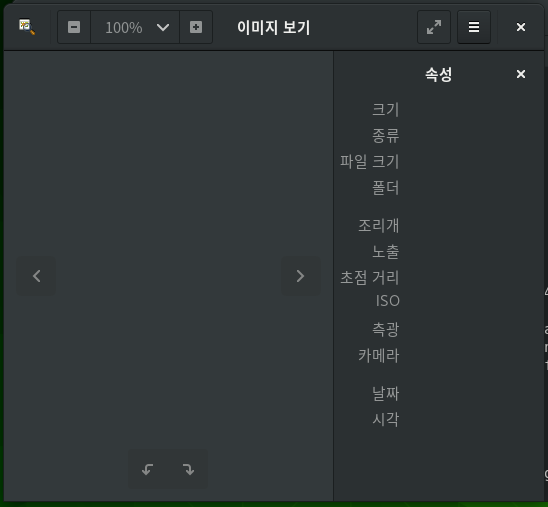 100%
이미지 보기
속성
크기
종류
파일 크기
폴더
조리개
노출
초점 거리
ISO
측광
카메라
날짜
시각